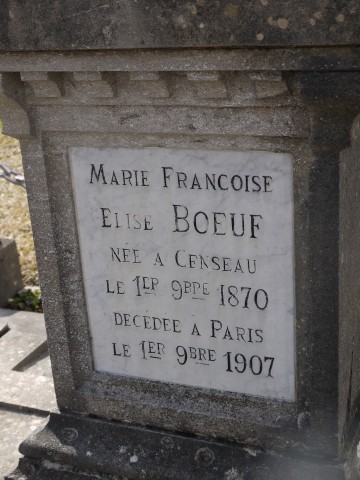 MARIE FRANCOISE
ELISE BOEUF
NÉE A CENSEAU
LE 1ER 9BRE 1870
DÉCÉDÉE A PARIS
LE 1ER 9BRE 1907